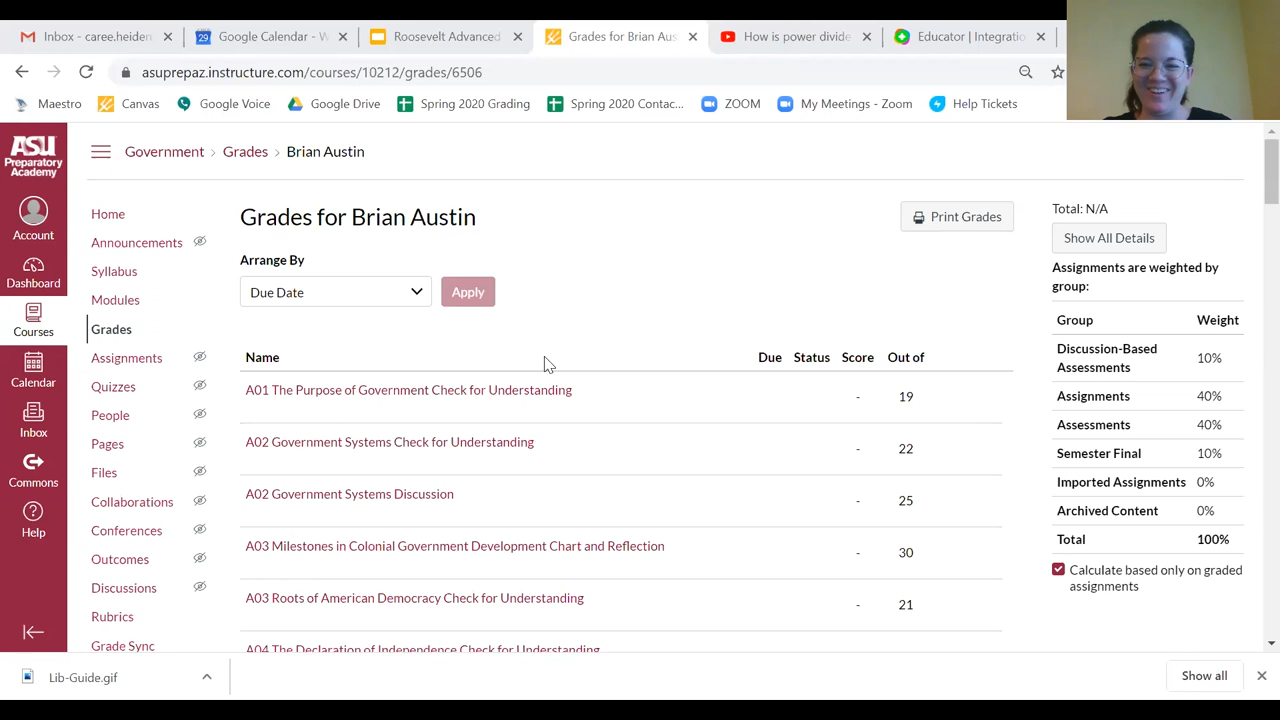 Inbox - caree.heiden
Google Calendar - W
Roosevelt Advanced
Grades for Brian Aus
How is power divide
Educator | Integratio
asuprepaz.instructure.com/courses/10212/grades/6506
Maestro
Canvas
Google Voice
Google Drive
Spring 2020 Grading
Spring 2020 Contac...
ZOOM
My Meetings - Zoom
Help Tickets
ASU
Preparatory
Academy
Account
Dashboard
Courses
Calendar
Inbox
Commons
Help
Government > Grades > Brian Austin
Home
Announcements
Syllabus
Modules
Grades
Assignments
Quizzes
People
Pages
Files
Collaborations
Conferences
Outcomes
Discussions
Rubrics
Grade Sync
Grades for Brian Austin
Print Grades
Arrange By
Due Date
Apply
Name Due Status Score Out of
A01 The Purpose of Government Check for Understanding - 19
A02 Government Systems Check for Understanding - 22
A02 Government Systems Discussion - 25
A03 Milestones in Colonial Government Development Chart and Reflection - 30
A03 Roots of American Democracy Check for Understanding - 21
A04 The Declaration of Independence Check for Understanding
Total: N/A
Show All Details
Assignments are weighted by
group:
Group Weight
Discussion-Based
Assessments 10%
Assignments 40%
Assessments 40%
Semester Final 10%
Imported Assignments 0%
Archived Content 0%
Total 100%
Calculate based only on graded
assignments
Lib-Guide.gif
Show all